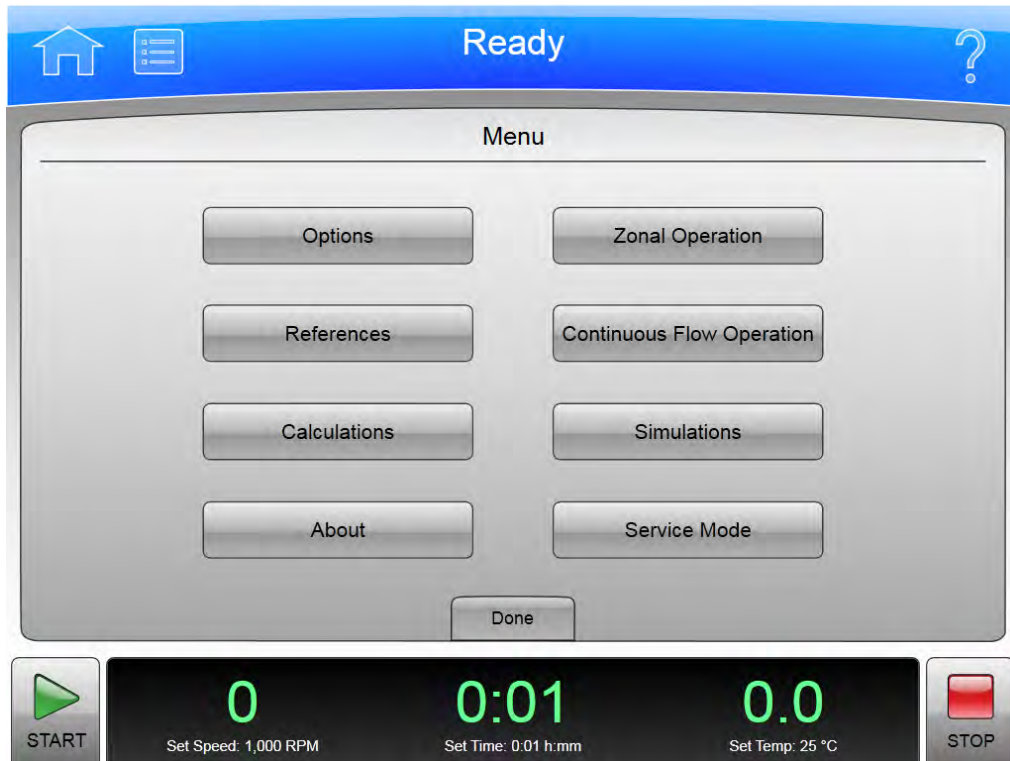 Ready
Menu
Options
Zonal Operation
References
Continuous Flow Operation
Calculations
Simulations
About
Service Mode
Done
START
0
0:01
0.0
Set Speed: 1,000 RPM
Set Time: 0:01 h:mm
Set Temp: 25 °C
STOP